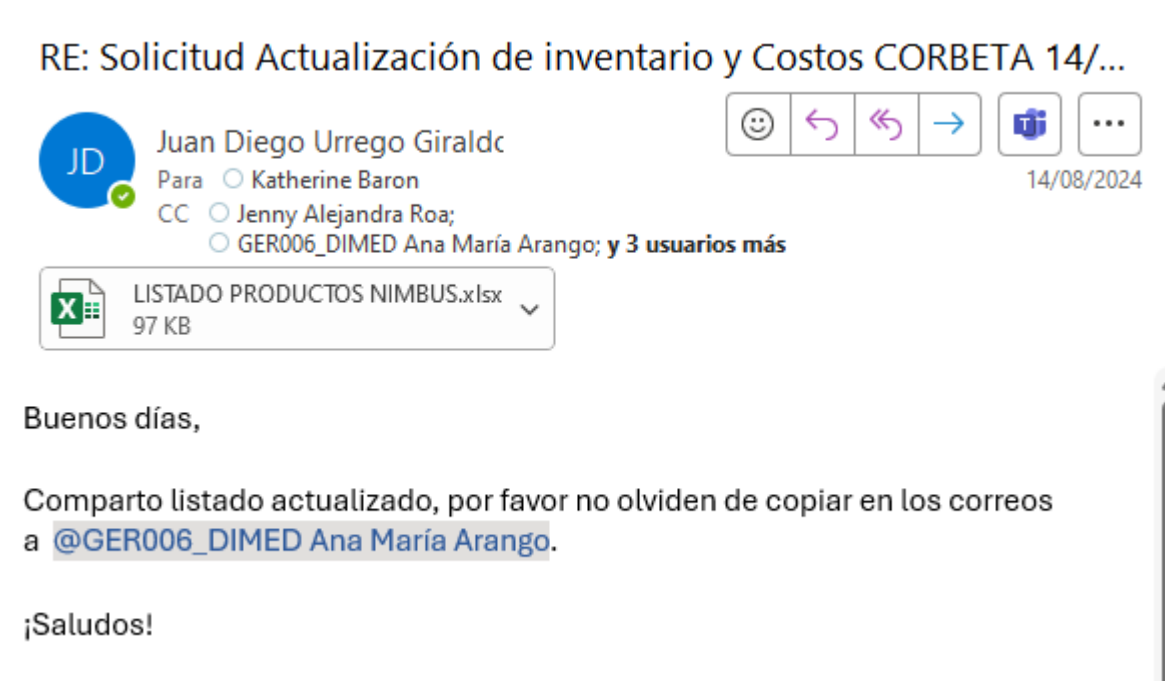 RE: Solicitud Actualización de inventario y Costos CORBETA 14/...
JD
Juan Diego Urrego Giraldo
Para Katherine Baron
14/08/2024
CC Jenny Alejandra Roa;
GER006_DIMED Ana María Arango; y 3 usuarios más
LISTADO PRODUCTOS NIMBUS.xlsx
97 KB
Buenos días,
Comparto listado actualizado, por favor no olviden de copiar en los correos
a @GER006_DIMED Ana María Arango.
¡Saludos!